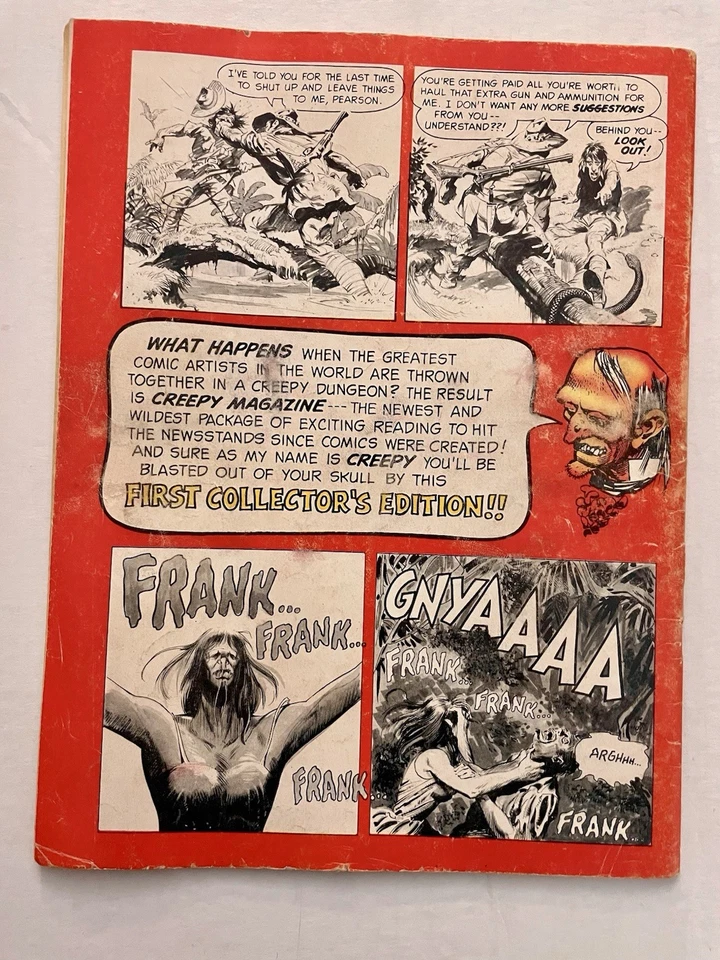 I'VE TOLD YOU FOR THE LAST TIME
TO SHUT UP AND LEAVE THINGS
TO ME, PEARSON.
YOU'RE GETTING PAID ALL YOU'RE WORTH TO
HAUL THAT EXTRA GUN AND AMMUNITION FOR
ME. I DON'T WANT ANY MORE SUGGESTIONS
FROM YOU--
UNDERSTAND??!
BEHIND YOU--
LOOK
OUT!
WHAT HAPPENS WHEN THE GREATEST
COMIC ARTISTS IN THE WORLD ARE THROWN
TOGETHER IN A CREEPY DUNGEON? THE RESULT
IS CREEPY MAGAZINE---THE NEWEST AND
WILDEST PACKAGE OF EXCITING READING TO HIT
THE NEWSSTANDS SINCE COMICS WERE CREATED!
AND SURE AS MY NAME IS CREEPY YOU'LL BE
BLASTED OUT OF YOUR SKULL BY THIS
FIRST COLLECTOR'S EDITION!!
FRANK...
FRANK...
FRANK...
GNYAAAAA
FRANK...
FRANK...
ARGHHH...
FRANK...